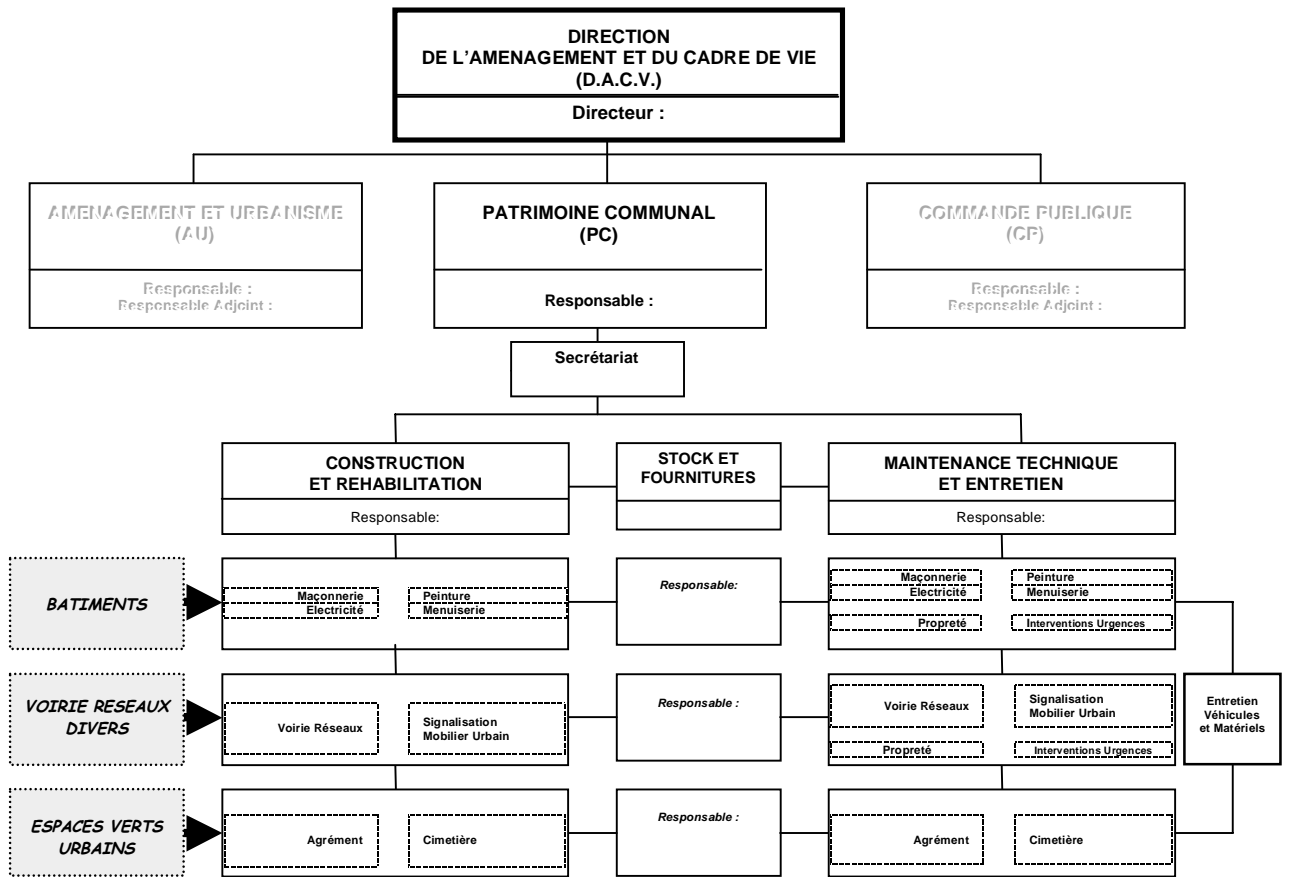 DIRECTION
DE L'AMENAGEMENT ET DU CADRE DE VIE
(D.A.C.V.)
Directeur :
AMENAGEMENT ET URBANISME
(AU)
Responsable :
Responsable Adjoint :
PATRIMOINE COMMUNAL
(PC)
Responsable :
COMMANDE PUBLIQUE
(CP)
Responsable :
Responsable Adjoint :
Secrétariat
CONSTRUCTION
ET REHABILITATION
Responsable:
STOCK ET
FOURNITURES
MAINTENANCE TECHNIQUE
ET ENTRETIEN
Responsable:
BATIMENTS
Maçonnerie
Electricité
Peinture
Menuiserie
Responsable:
Maçonnerie
Electricité
Peinture
Menuiserie
Propreté
Interventions Urgences
VOIRIE RESEAUX
DIVERS
Voirie Réseaux
Signalisation
Mobilier Urbain
Responsable :
Voirie Réseaux
Signalisation
Mobilier Urbain
Propreté
Interventions Urgences
Entretien
Véhicules
et Matériels
ESPACES VERTS
URBAINS
Agrément
Cimetière
Responsable :
Agrément
Cimetière